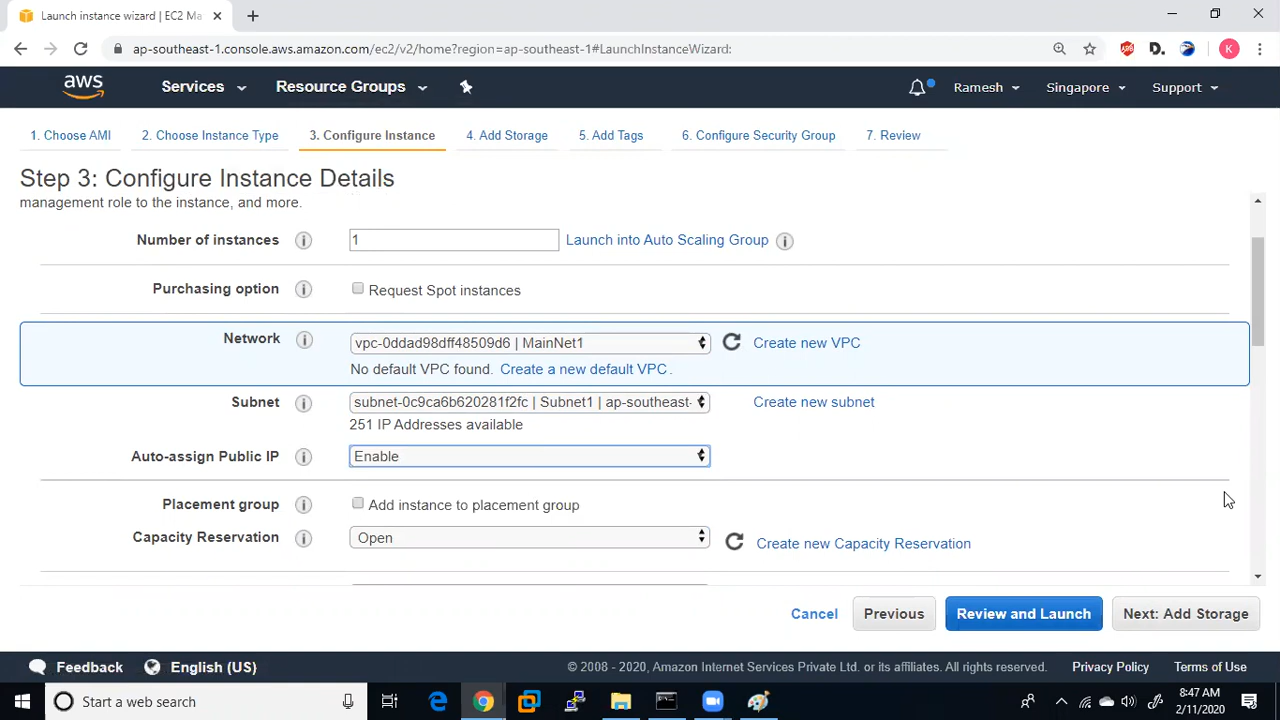 Launch instance wizard | EC2 Ma
ap-southeast-1.console.aws.amazon.com/ec2/v2/home?region=ap-southeast-1#LaunchInstanceWizard:
ABP
D.
K
aws
Services
Resource Groups
Ramesh
Singapore
Support
1. Choose AMI
2. Choose Instance Type
3. Configure Instance
4. Add Storage
5. Add Tags
6. Configure Security Group
7. Review
Step 3: Configure Instance Details
management role to the instance, and more.
Number of instances
1
Launch into Auto Scaling Group
Purchasing option
Request Spot instances
Network
vpc-0ddad98dff48509d6 | MainNet1
Create new VPC
No default VPC found. Create a new default VPC.
Subnet
subnet-0c9ca6b620281f2fc | Subnet1 | ap-southeast-
Create new subnet
251 IP Addresses available
Auto-assign Public IP
Enable
Placement group
Add instance to placement group
Capacity Reservation
Open
Create new Capacity Reservation
Cancel
Previous
Review and Launch
Next: Add Storage
Feedback
English (US)
© 2008 - 2020, Amazon Internet Services Private Ltd. or its affiliates. All rights reserved.
Privacy Policy
Terms of Use
Start a web search
8:47 AM
2/11/2020